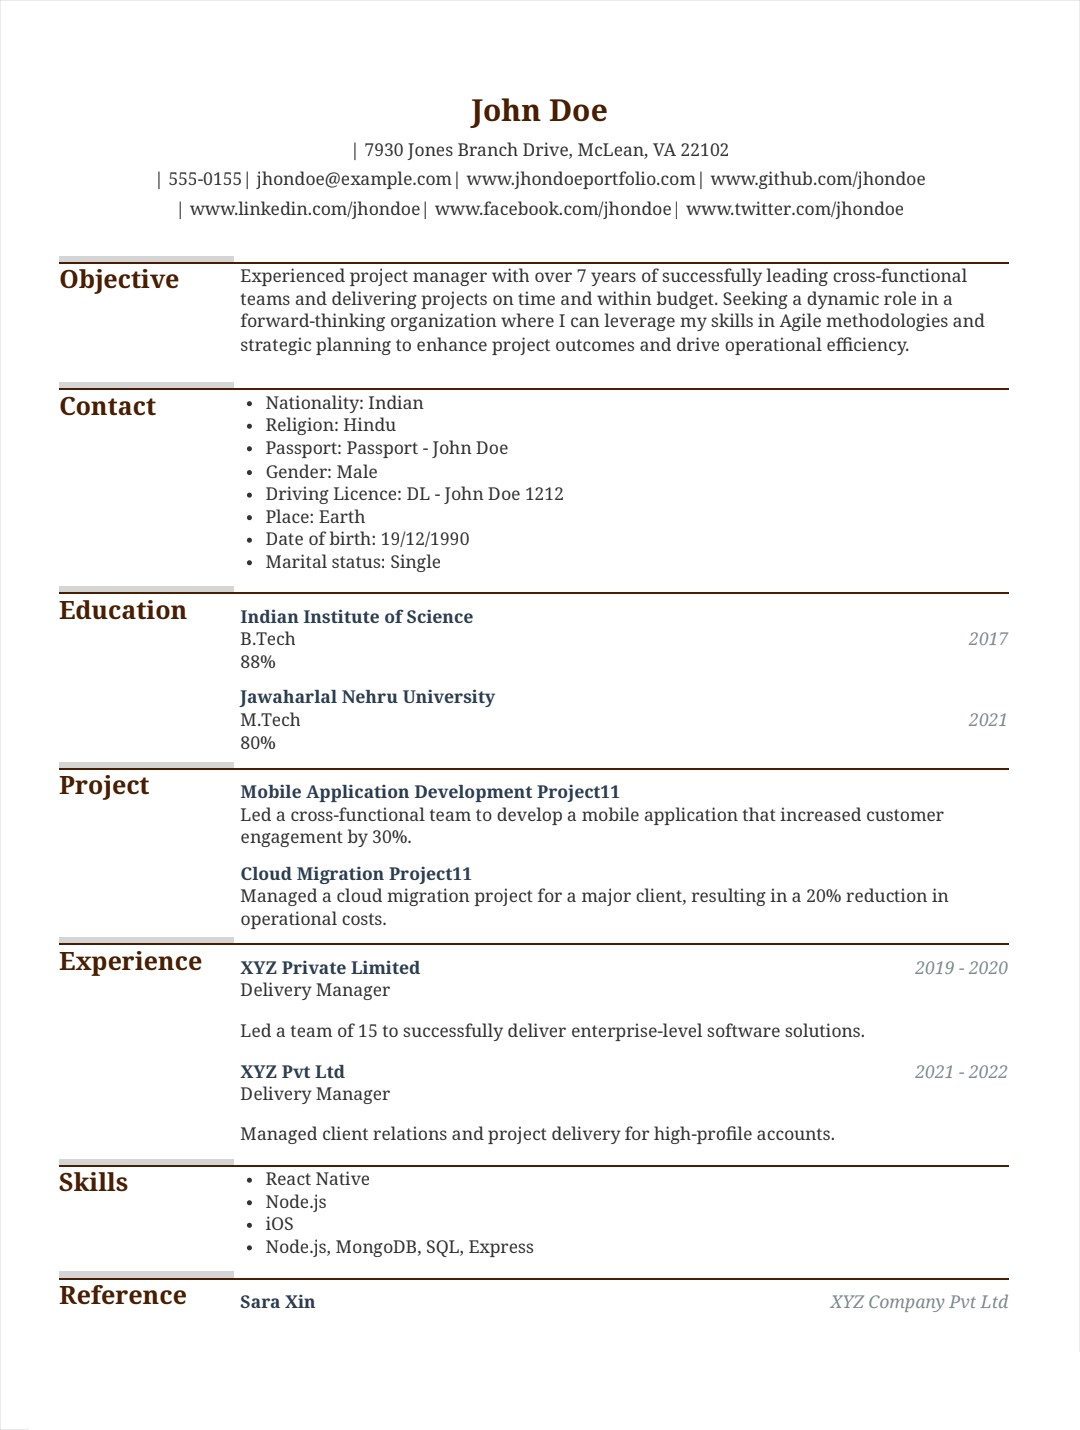 John Doe
| 7930 Jones Branch Drive, McLean, VA 22102
| 555-0155| jhondoe@example.com| www.jhondoeportfolio.com| www.github.com/jhondoe
| www.linkedin.com/jhondoe| www.facebook.com/jhondoe| www.twitter.com/jhondoe
Objective
Experienced project manager with over 7 years of successfully leading cross-functional
teams and delivering projects on time and within budget. Seeking a dynamic role in a
forward-thinking organization where I can leverage my skills in Agile methodologies and
strategic planning to enhance project outcomes and drive operational efficiency.
Contact
• Nationality: Indian
• Religion: Hindu
• Passport: Passport - John Doe
• Gender: Male
• Driving Licence: DL - John Doe 1212
• Place: Earth
• Date of birth: 19/12/1990
• Marital status: Single
Education
Indian Institute of Science
B.Tech 2017
88%
Jawaharlal Nehru University
M.Tech 2021
80%
Project
Mobile Application Development Project11
Led a cross-functional team to develop a mobile application that increased customer
engagement by 30%.
Cloud Migration Project11
Managed a cloud migration project for a major client, resulting in a 20% reduction in
operational costs.
Experience
XYZ Private Limited 2019 - 2020
Delivery Manager
Led a team of 15 to successfully deliver enterprise-level software solutions.
XYZ Pvt Ltd 2021 - 2022
Delivery Manager
Managed client relations and project delivery for high-profile accounts.
Skills
• React Native
• Node.js
• iOS
• Node.js, MongoDB, SQL, Express
Reference
Sara Xin XYZ Company Pvt Ltd